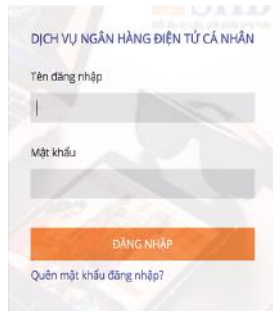 DỊCH VỤ NGÂN HÀNG ĐIỆN TỬ CÁ NHÂN
Tên đăng nhập
Mật khẩu
ĐĂNG NHẬP
Quên mật khẩu đăng nhập?